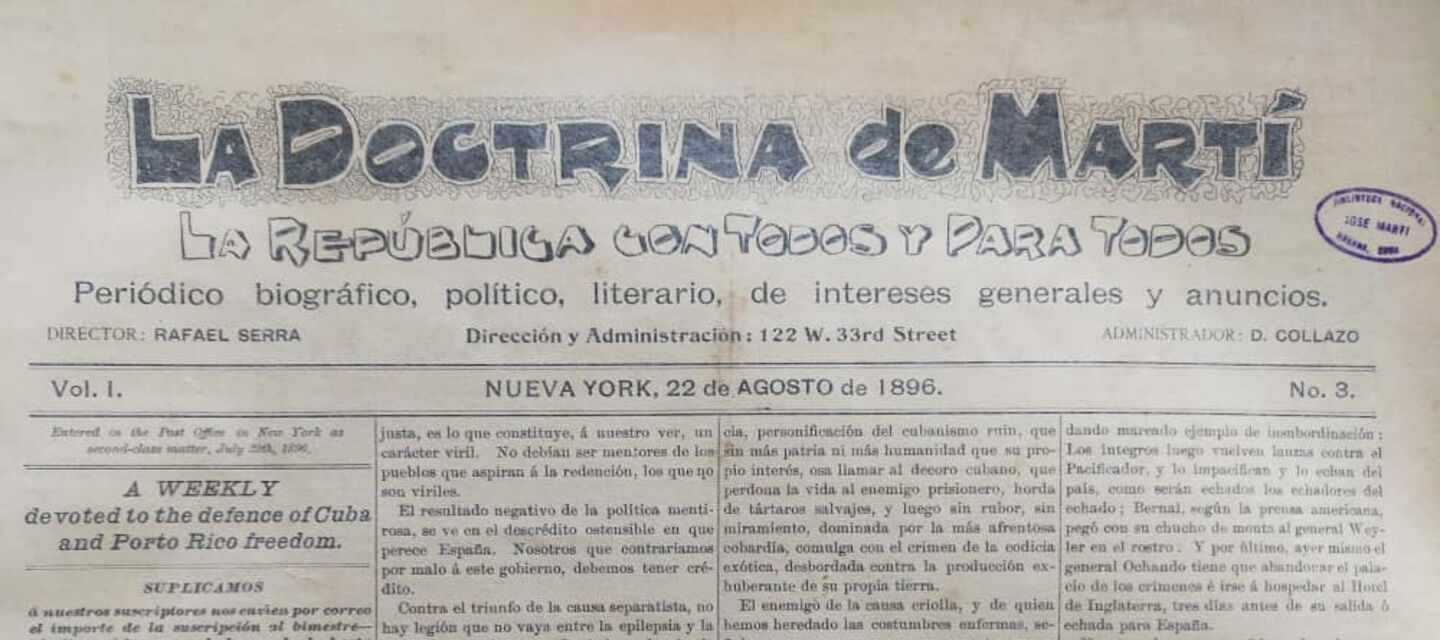 LA DOCTRINA de MARTÍ
LA REPÚBLICA CON TODOS Y PARA TODOS
BIBLIOTECA NACIONAL
JOSE MARTI
HABANA, CUBA
Periódico biográfico, político, literario, de intereses generales y anuncios.
DIRECTOR: RAFAEL SERRA
Dirección y Administración: 122 W. 33rd Street
ADMINISTRADOR: D. COLLAZO
Vol. I.
NUEVA YORK, 22 de AGOSTO de 1896.
No. 3.
Entered in the Post Office in New York as
second-class matter, July 1896.
A WEEKLY
devoted to the defence of Cuba
and Porto Rico freedom.
SUPLICAMOS
á nuestros suscriptores nos envien por correo
el importe de la suscripción al bimestre—
justa, es lo que constituye, á nuestro ver, un
carácter viril. No debían ser mentores de los
pueblos que aspiran á la redención, los que no
son viriles.
El resultado negativo de la política menti-
rosa, se ve en el descrédito ostensible en que
perece España. Nosotros que contrariamos
por malo á este gobierno, debemos tener cré-
dito.
Contra el triunfo de la causa separatista, no
hay legión que no vaya entre la epilepsia y la
cia, personificación del cubanismo ruin, que
sin más patria ni más humanidad que su pro-
pio interés, osa llamar al decoro cubano, que
perdona la vida al enemigo prisionero, horda
de tártaros salvajes, y luego sin rubor, sin
miramiento, dominada por la más afrentosa
cobardía, comulga con el crimen de la codicia
exótica, desbordada contra la producción ex-
huberante de su propia tierra.
El enemigo de la causa criolla, y de quien
hemos heredado las costumbres enfermas, se-
dando mareado ejemplo de insubordinación;
Los íntegros luego vuelven lanzas contra el
Pacificador, y lo impacifican y lo echan del
país, como serán echados los echadores del
echado; Bernal, según la prensa americana,
pegó con su chucho de monta al general Wey-
ler en el rostro. Y por último, ayer mismo el
general Ochando tiene que abandonar el pala-
cio de los crimenes é irse á hospedar al Hotel
de Inglaterra, tres días antes de su salida ò
echada para España.